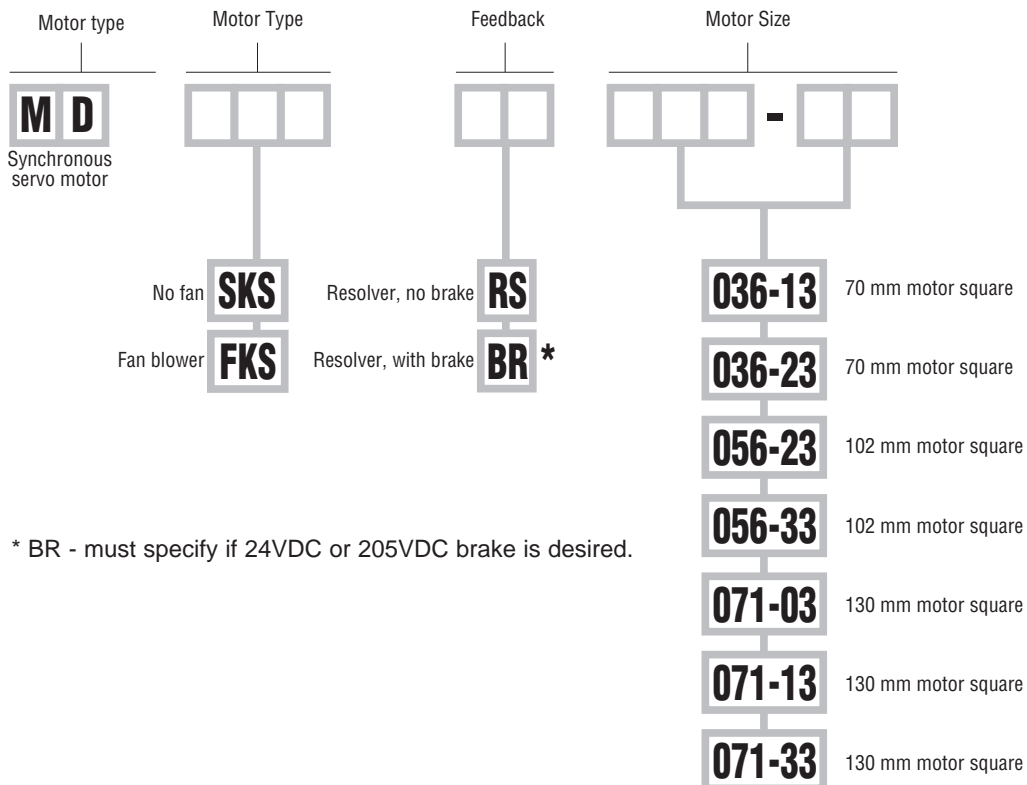 Motor type Motor Type Feedback Motor Size
M D -
Synchronous
servo motor
No fan SKS Resolver, no brake RS 036-13 70 mm motor square
Fan blower FKS Resolver, with brake BR * 036-23 70 mm motor square
056-23 102 mm motor square
056-33 102 mm motor square
* BR - must specify if 24VDC or 205VDC brake is desired.
071-03 130 mm motor square
071-13 130 mm motor square
071-33 130 mm motor square